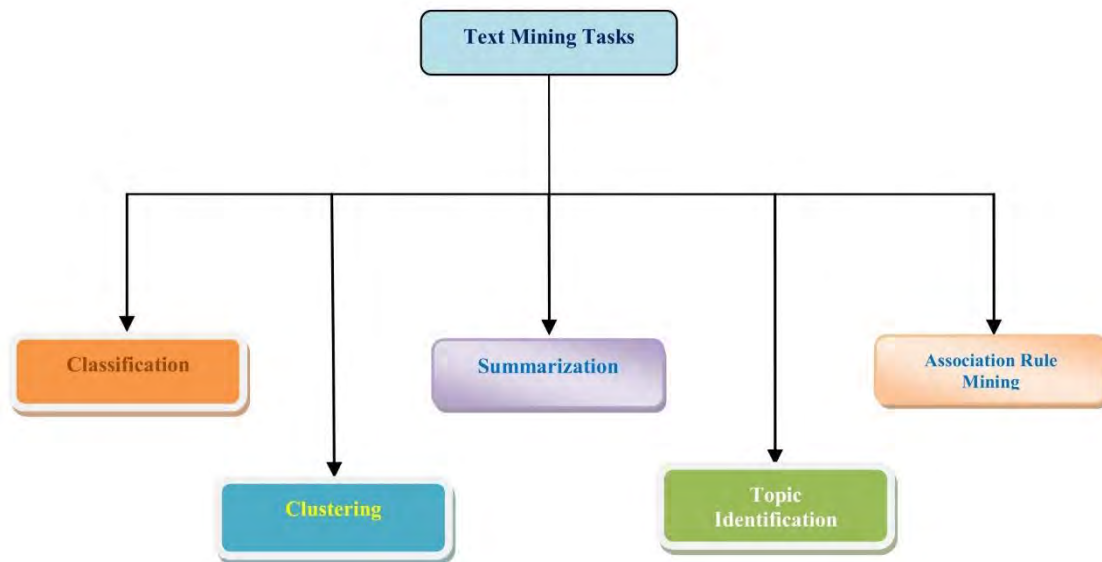 Text Mining Tasks
Classification
Summarization
Association Rule
Mining
Clustering
Topic
Identification